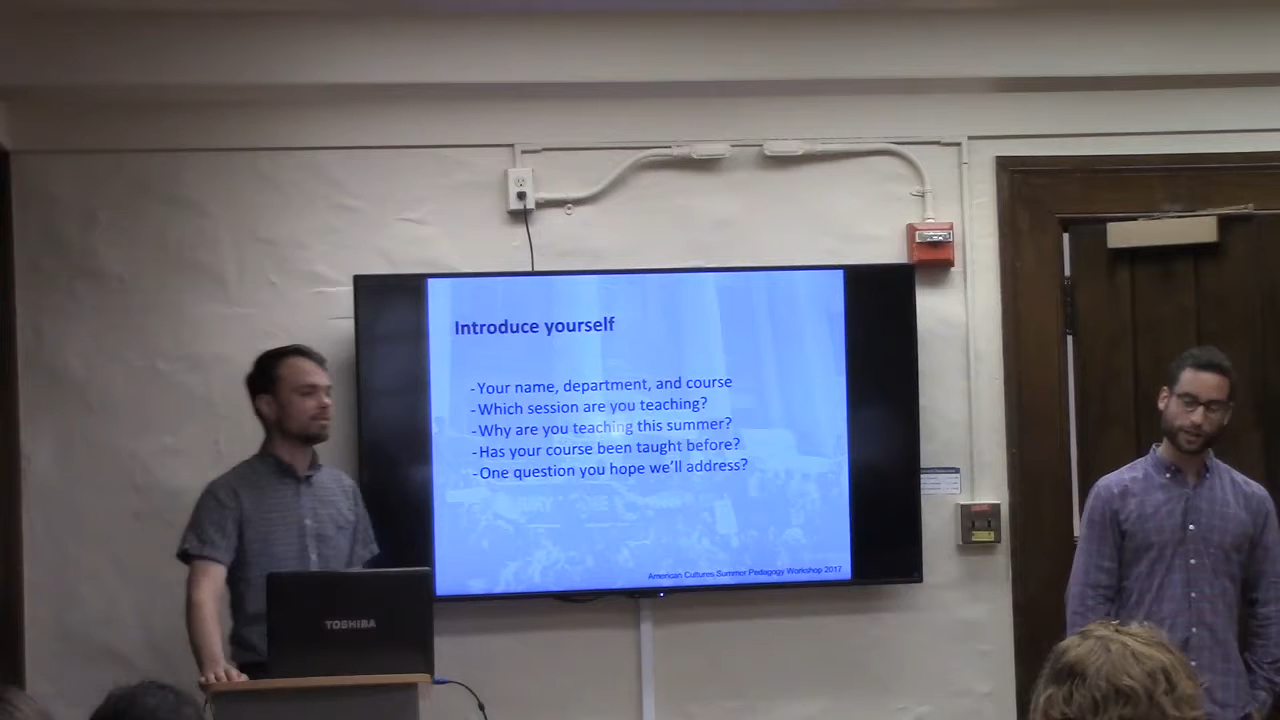 Introduce yourself
-Your name, department, and course
-Which session are you teaching?
-Why are you teaching this summer?
-Has your course been taught before?
-One question you hope we'll address?
American Cultures Summer Pedagogy Workshop 2017
TOSHIBA